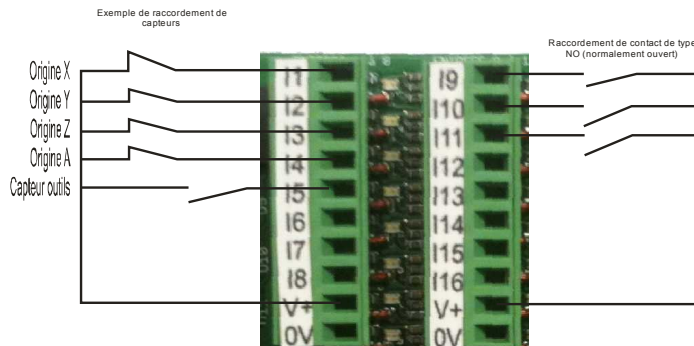 Exemple de raccordement de
capteurs
Raccordement de contact de type
NO (normalement ouvert)
Origine X
Origine Y
Origine Z
Origine A
Capteur outils
I1
I2
I3
I4
I5
I6
I7
I8
V+
0V
I9
I10
I11
I12
I13
I14
I15
I16
V+
0V